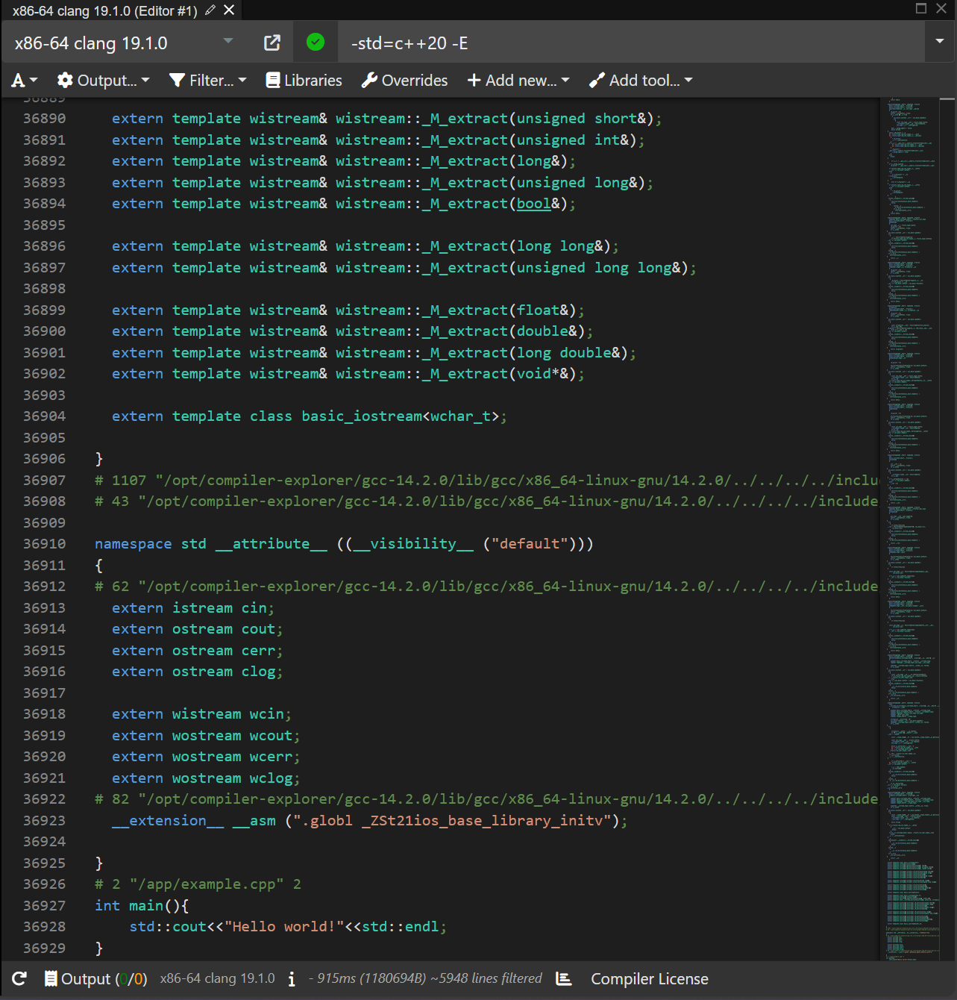 x86-64 clang 19.1.0 (Editor #1)
x86-64 clang 19.1.0 -std=c++20 -E
A Output... Filter... Libraries Overrides + Add new... Add tool...
36889
36890 extern template wistream& wistream::_M_extract(unsigned short&);
36891 extern template wistream& wistream::_M_extract(unsigned int&);
36892 extern template wistream& wistream::_M_extract(long&);
36893 extern template wistream& wistream::_M_extract(unsigned long&);
36894 extern template wistream& wistream::_M_extract(bool&);
36895
36896 extern template wistream& wistream::_M_extract(long long&);
36897 extern template wistream& wistream::_M_extract(unsigned long long&);
36898
36899 extern template wistream& wistream::_M_extract(float&);
36900 extern template wistream& wistream::_M_extract(double&);
36901 extern template wistream& wistream::_M_extract(long double&);
36902 extern template wistream& wistream::_M_extract(void*&);
36903
36904 extern template class basic_iostream<wchar_t>;
36905
36906 }
36907 # 1107 "/opt/compiler-explorer/gcc-14.2.0/lib/gcc/x86_64-linux-gnu/14.2.0/../../../../inclu
36908 # 43 "/opt/compiler-explorer/gcc-14.2.0/lib/gcc/x86_64-linux-gnu/14.2.0/../../../../include
36909
36910 namespace std __attribute__ ((__visibility__ ("default")))
36911 {
36912 # 62 "/opt/compiler-explorer/gcc-14.2.0/lib/gcc/x86_64-linux-gnu/14.2.0/../../../../include
36913 extern istream cin;
36914 extern ostream cout;
36915 extern ostream cerr;
36916 extern ostream clog;
36917
36918 extern wistream wcin;
36919 extern wostream wcout;
36920 extern wostream wcerr;
36921 extern wostream wclog;
36922 # 82 "/opt/compiler-explorer/gcc-14.2.0/lib/gcc/x86_64-linux-gnu/14.2.0/../../../../include
36923 __extension__ __asm (".globl _ZSt21ios_base_library_initv");
36924
36925 }
36926 # 2 "/app/example.cpp" 2
36927 int main(){
36928 std::cout<<"Hello world!"<<std::endl;
36929 }
Output (0/0) x86-64 clang 19.1.0 i - 915ms (1180694B) ~5948 lines filtered Compiler License